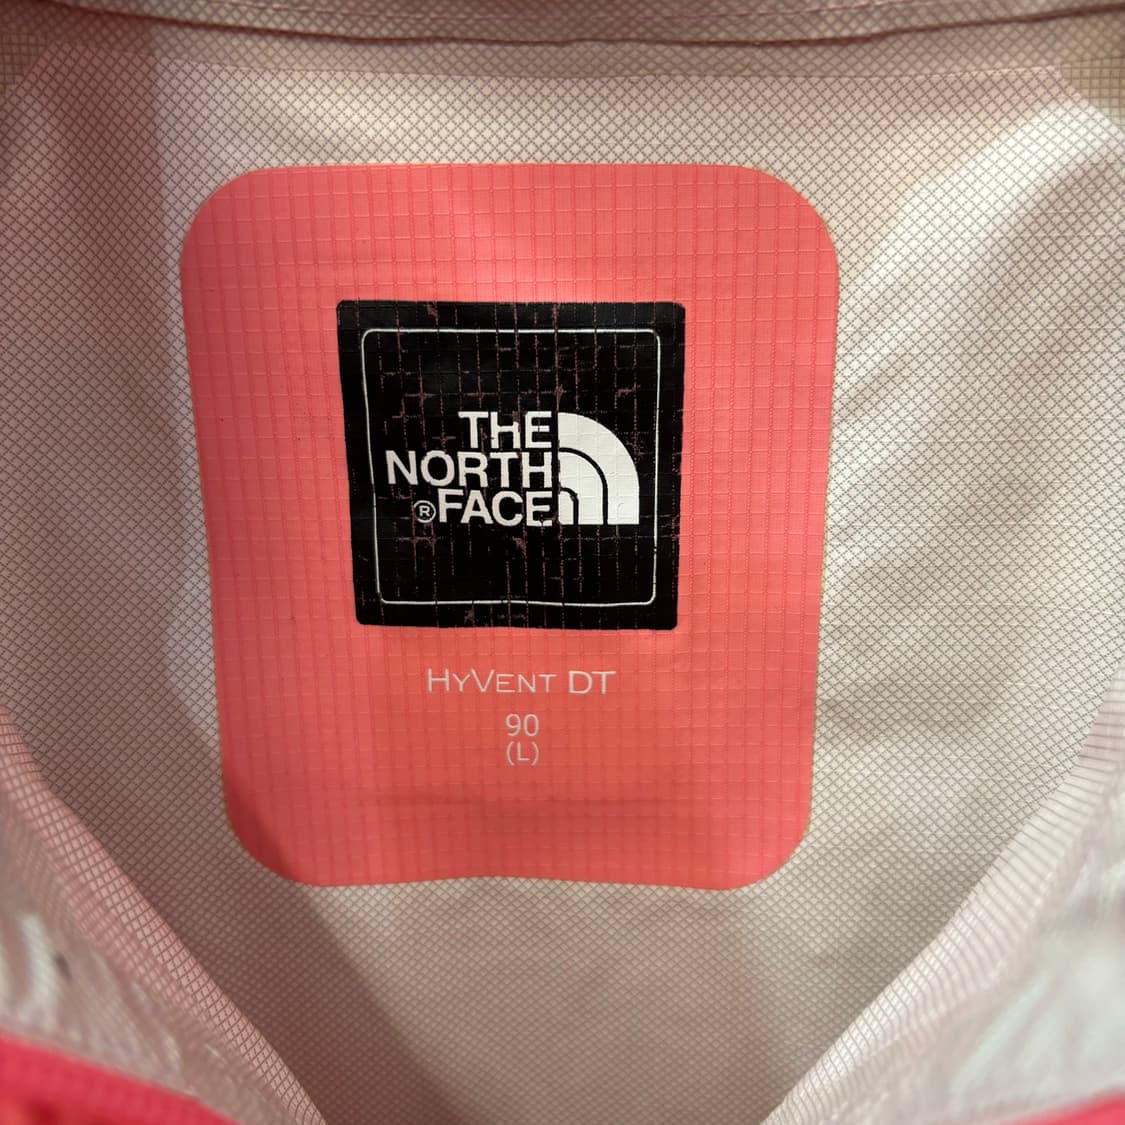 THE
NORTH
®FACE
HYVENT DT
90
(L)